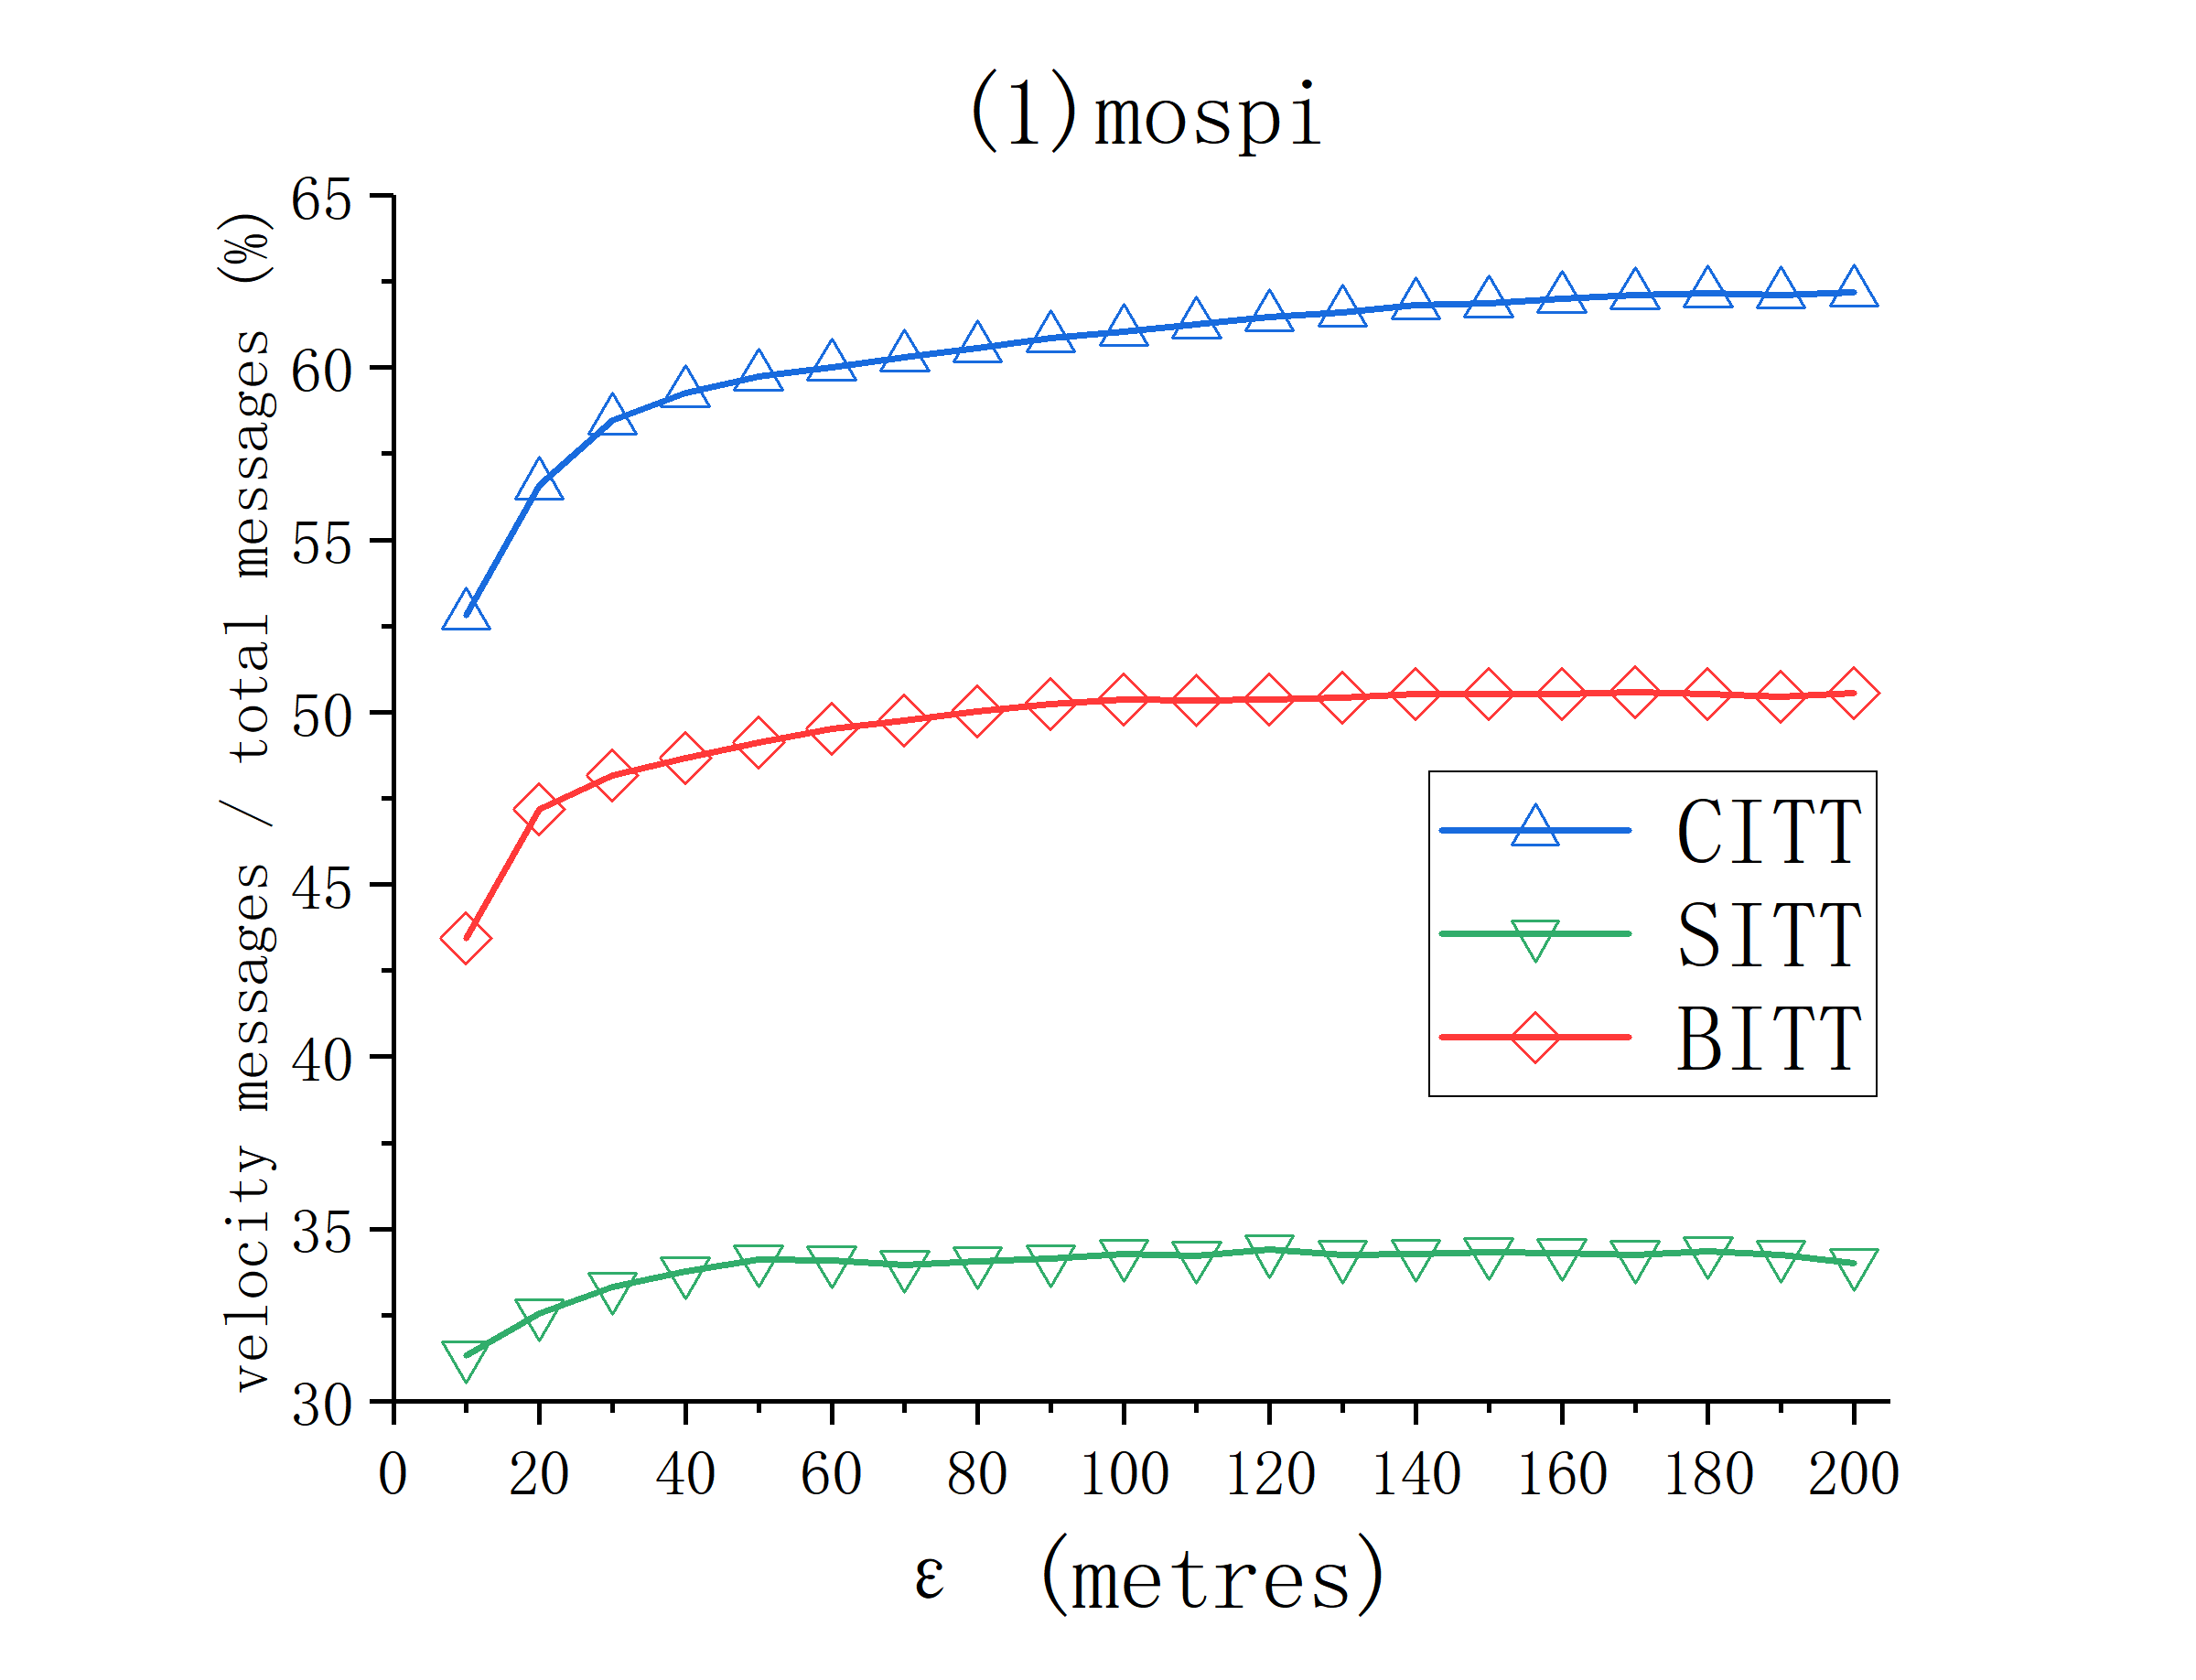 (1)mospi
velocity messages / total messages (%)
65
60
55
50
45
40
35
30
0 20 40 60 80 100 120 140 160 180 200
ε (metres)
CITT
SITT
BITT